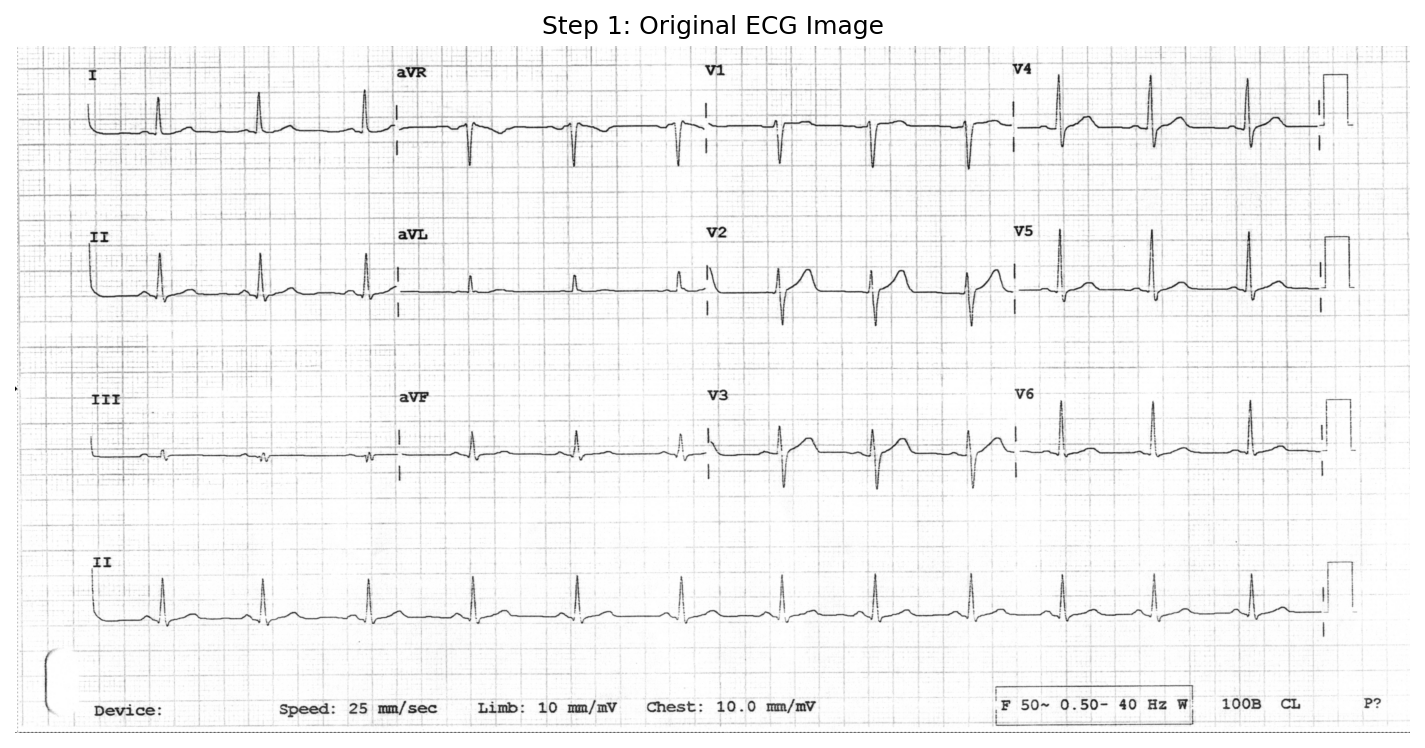 Step 1: Original ECG Image
I aVR V1 V4
II aVL V2 V5
III aVF V3 V6
II
Device: Speed: 25 mm/sec Limb: 10 mm/mV Chest: 10.0 mm/mV F 50~ 0.50- 40 Hz W 100B CL P?